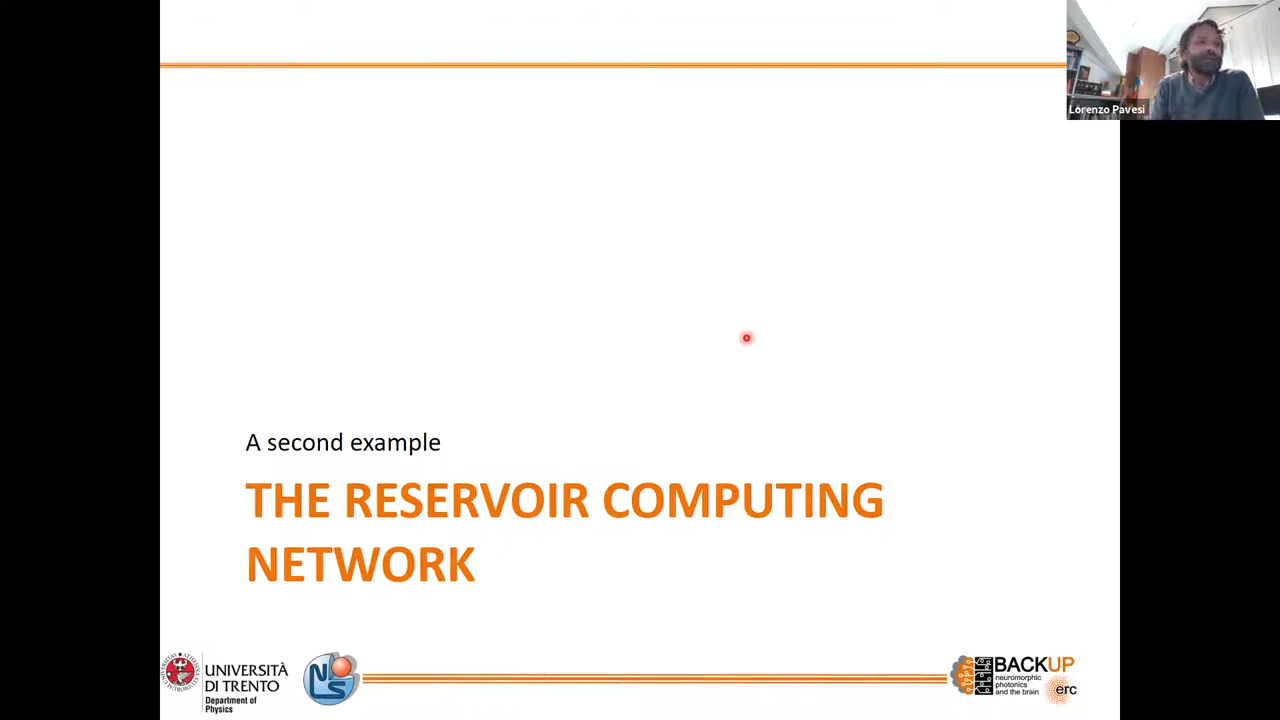 Lorenzo Pavesi
A second example
THE RESERVOIR COMPUTING
NETWORK
UNIVERSITÀ
DI TRENTO
Department of
Physics
NLS
BACKUP
neuromorphic
photonics
and the brain
erc